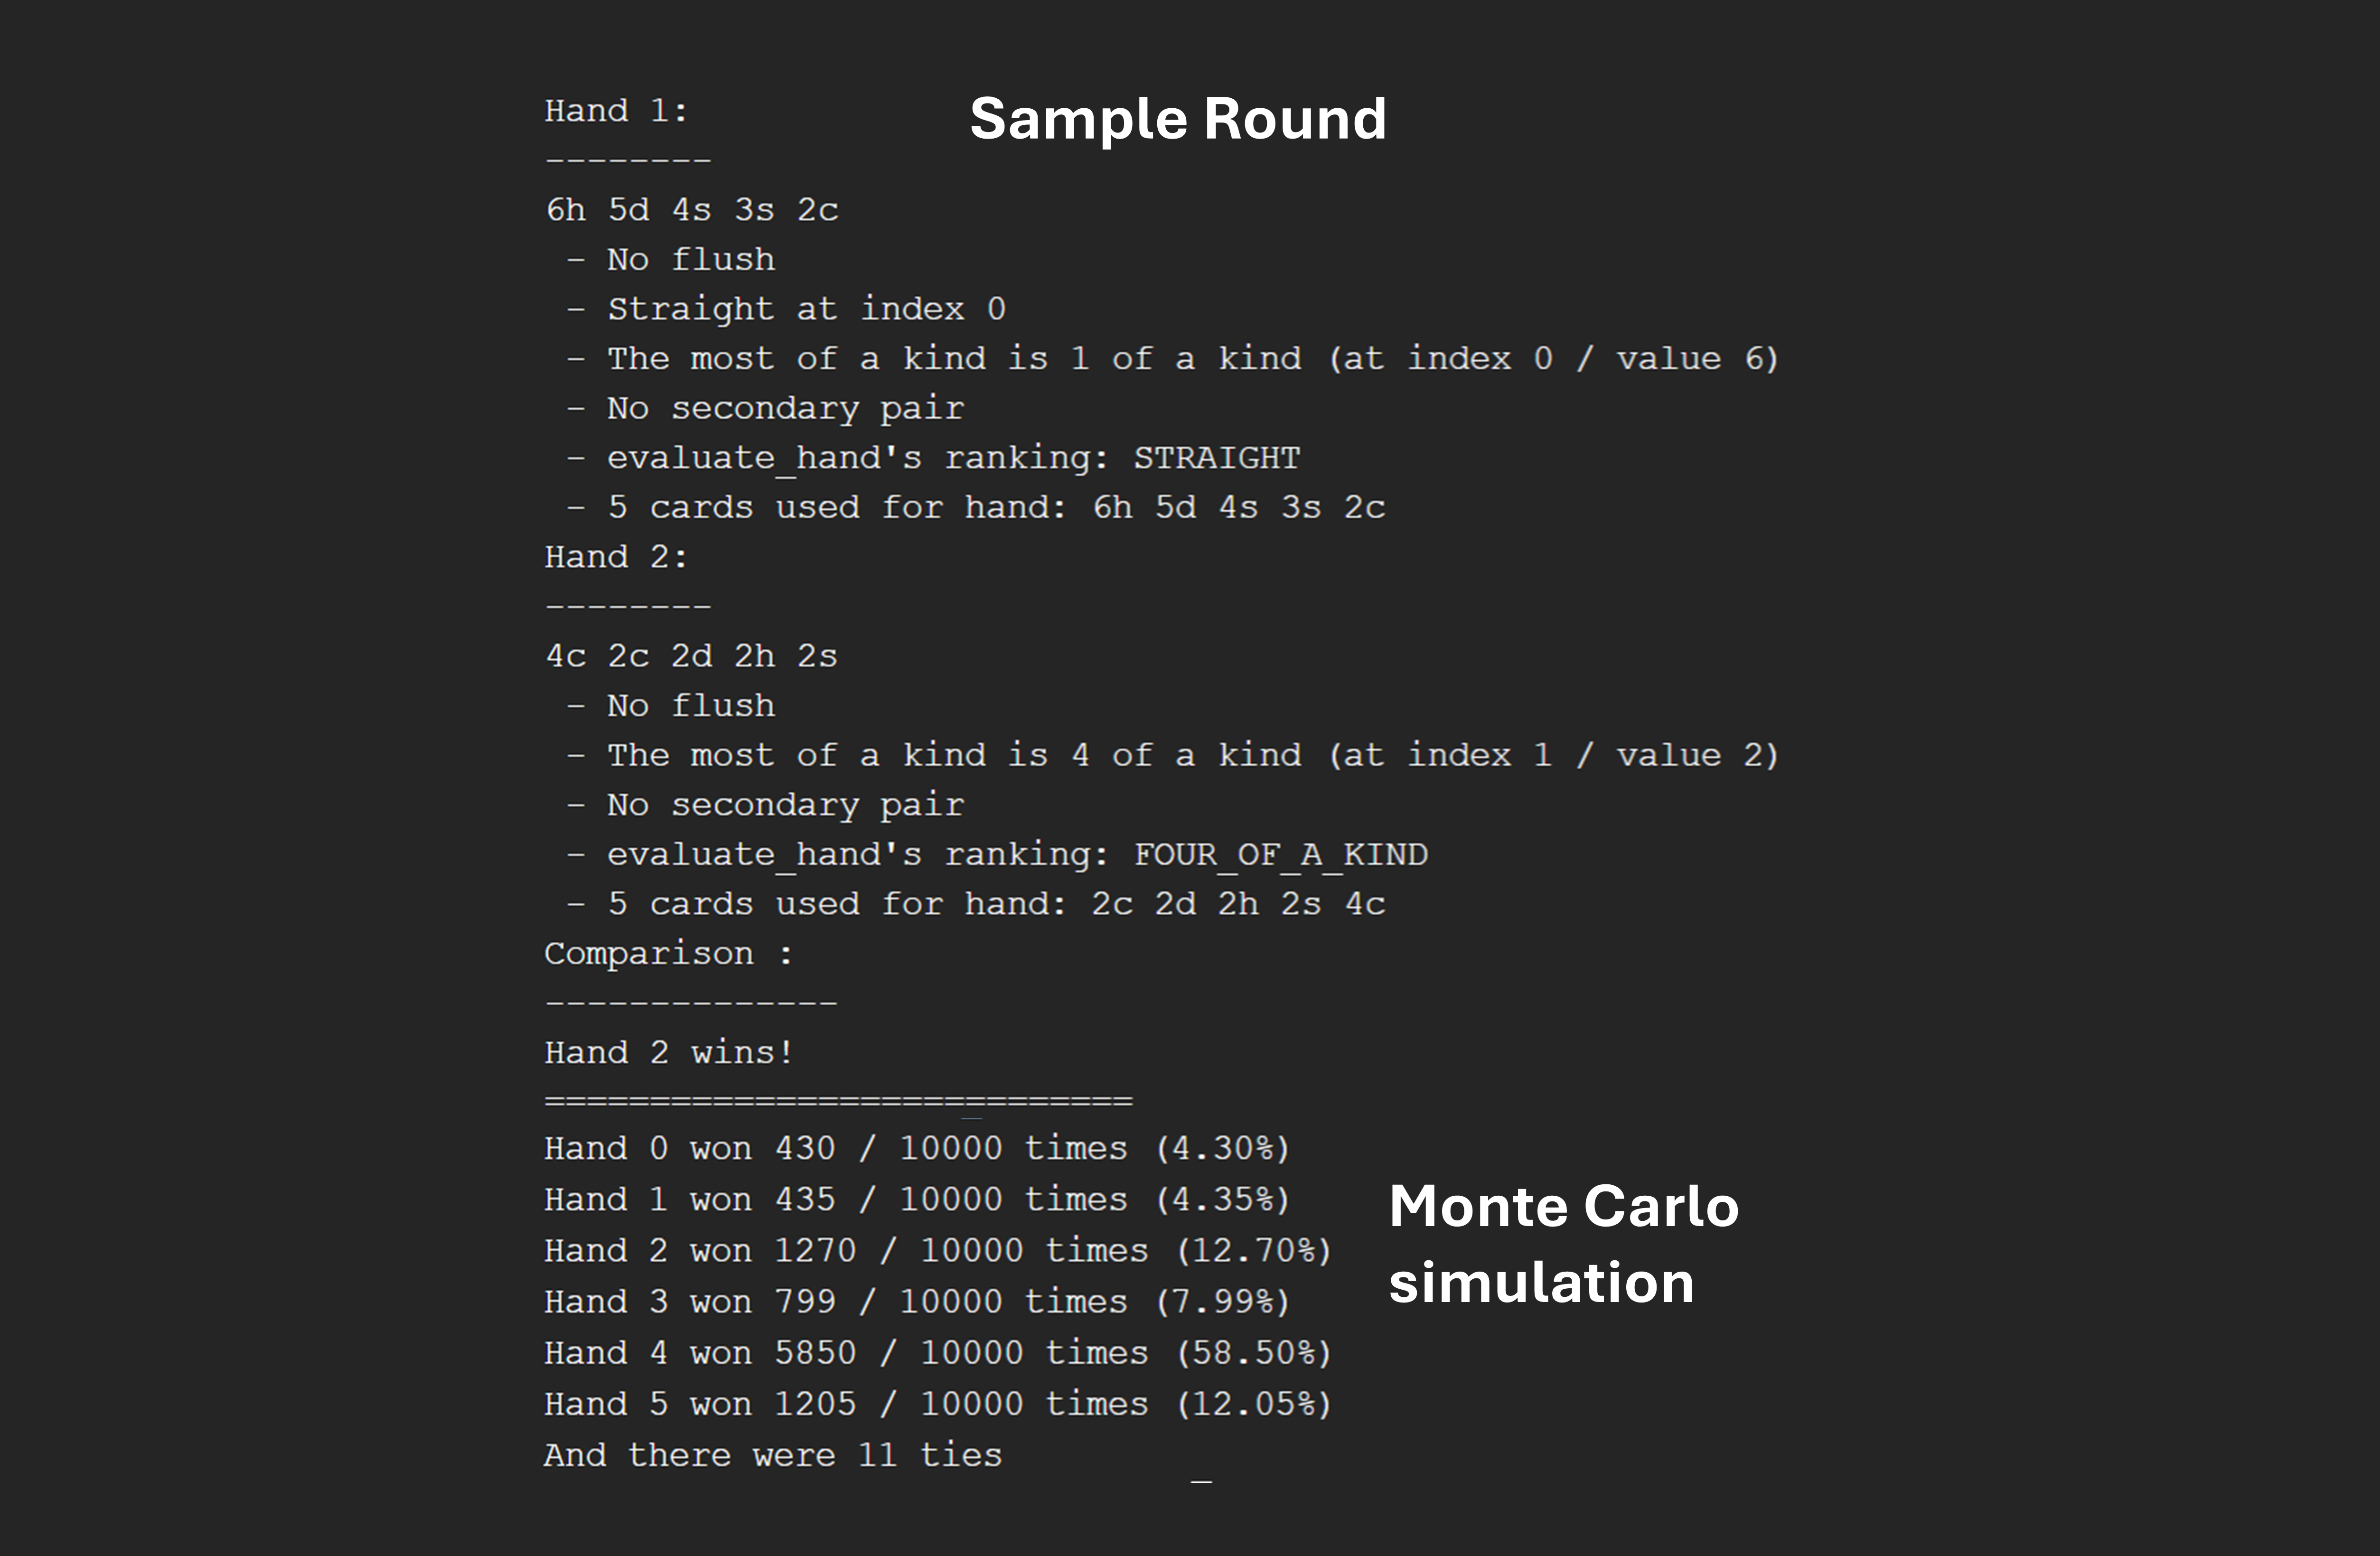 Hand 1:
Sample Round
--------
6h 5d 4s 3s 2c
- No flush
- Straight at index 0
- The most of a kind is 1 of a kind (at index 0 / value 6)
- No secondary pair
- evaluate_hand's ranking: STRAIGHT
- 5 cards used for hand: 6h 5d 4s 3s 2c
Hand 2:
--------
4c 2c 2d 2h 2s
- No flush
- The most of a kind is 4 of a kind (at index 1 / value 2)
- No secondary pair
- evaluate_hand's ranking: FOUR_OF_A_KIND
- 5 cards used for hand: 2c 2d 2h 2s 4c
Comparison :
--------------
Hand 2 wins!
============================
Hand 0 won 430 / 10000 times (4.30%)
Hand 1 won 435 / 10000 times (4.35%)
Hand 2 won 1270 / 10000 times (12.70%)
Hand 3 won 799 / 10000 times (7.99%)
Hand 4 won 5850 / 10000 times (58.50%)
Hand 5 won 1205 / 10000 times (12.05%)
And there were 11 ties
Monte Carlo
simulation